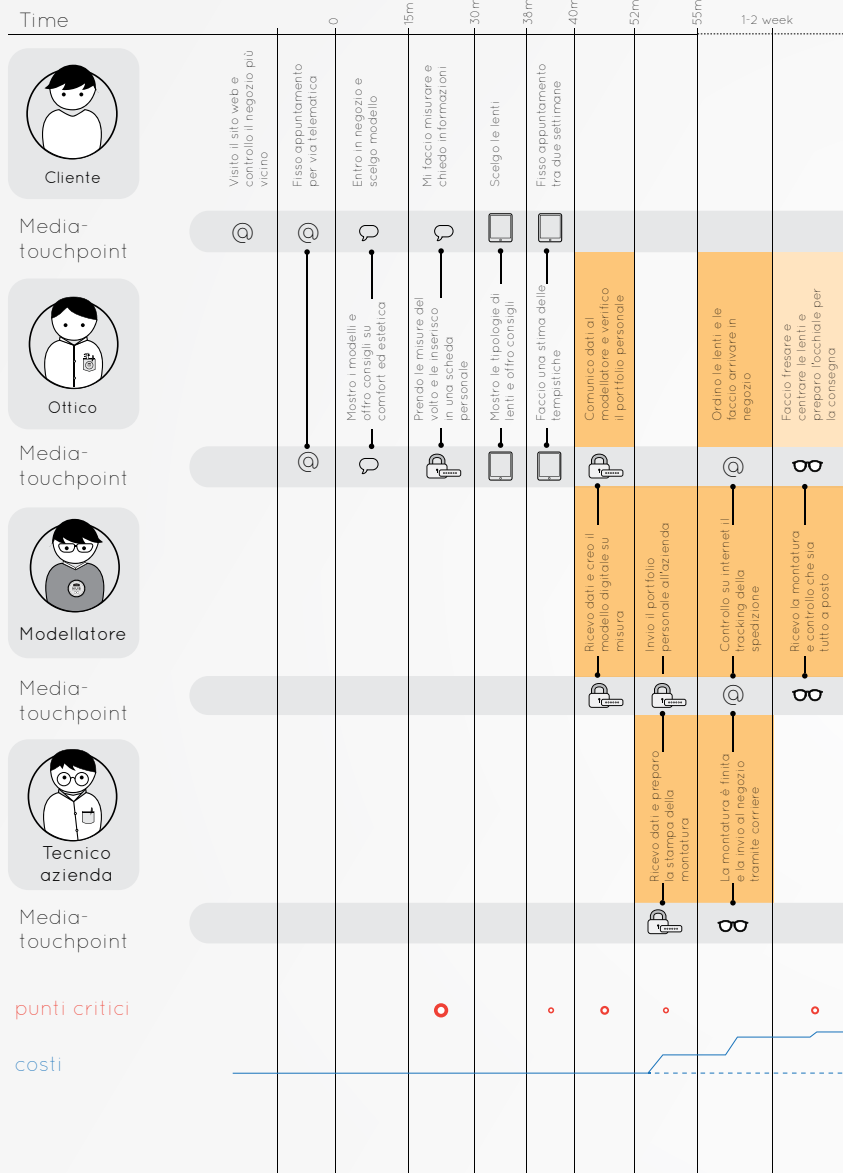 Time
0
15m
30m
38m
40m
52m
55m
1-2 week
Visito il sito web e
controllo il negozio più
vicino
Fisso appuntamento
per via telematica
Entro in negozio e
scelgo modello
Mi faccio misurare e
chiedo informazioni
Scelgo le lenti
Fisso appuntamento
tra due settimane
Cliente
Media-
touchpoint
Mostro i modelli e
offro consigli su
comfort ed estetica
Prendo le misure del
volto e le inserisco
in una scheda
personale
Mostro le tipologie di
lenti e offro consigli
Faccio una stima delle
tempistiche
Comunico dati al
modellatore e verifico
il portfolio personale
Ordino le lenti e le
faccio arrivare in
negozio
Faccio fresare e
centrare le lenti e
preparo l'occhiale per
la consegna
Ottico
Media-
touchpoint
Ricevo dati e creo il
modello digitale su
misura
Invio il portfolio
personale all'azienda
Controllo su internet il
tracking della
spedizione
Ricevo la montatura
e controllo che sia
tutto a posto
Modellatore
Media-
touchpoint
Ricevo dati e preparo
la stampa della
montatura
La montatura è finita
e la invio al negozio
tramite corriere
Tecnico
azienda
Media-
touchpoint
punti critici
costi